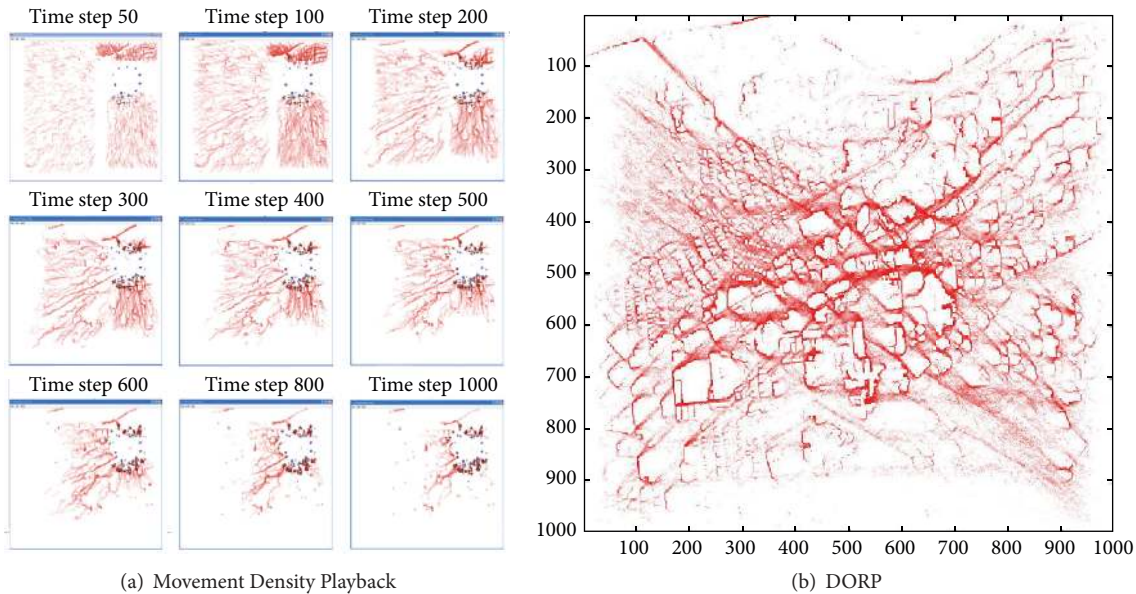 Time step 50
Time step 100
Time step 200
Time step 300
Time step 400
Time step 500
Time step 600
Time step 800
Time step 1000
(a) Movement Density Playback
100
200
300
400
500
600
700
800
900
1000
100 200 300 400 500 600 700 800 900 1000
(b) DORP